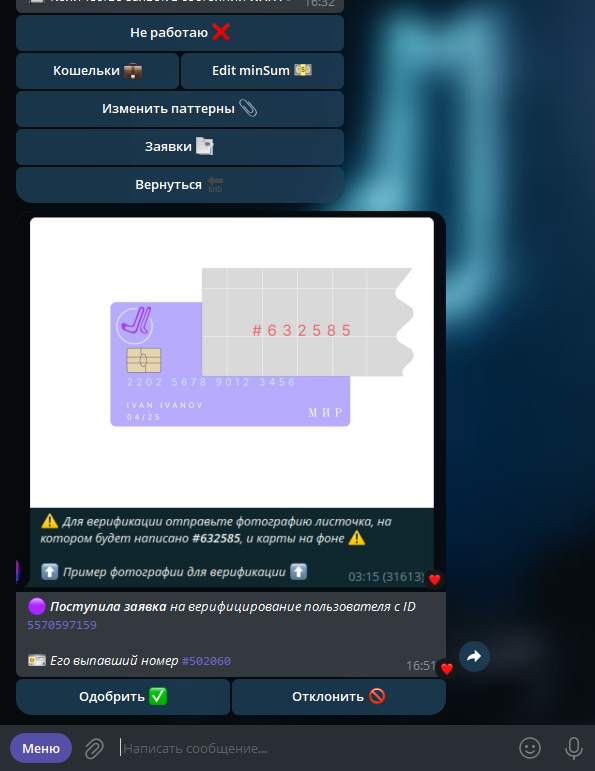 16:32
Не работаю ❌
Кошельки 💼
Edit minSum 💵
Изменить паттерны 📎
Заявки
Вернуться 🔚
#632585
2202 5678 9012 3456
IVAN IVANOV
04/25
МИР
⚠️ Для верификации отправьте фотографию листочка, на
котором будет написано #632585, и карты на фоне ⚠️
⬆️ Пример фотографии для верификации ⬆️
03:15 (31613)
🟣 Поступила заявка на верифицирование пользователя с ID
5570597159
Его выпавший номер #502060
16:51
Одобрить ✅
Отклонить 🚫
Меню
Написать сообщение...